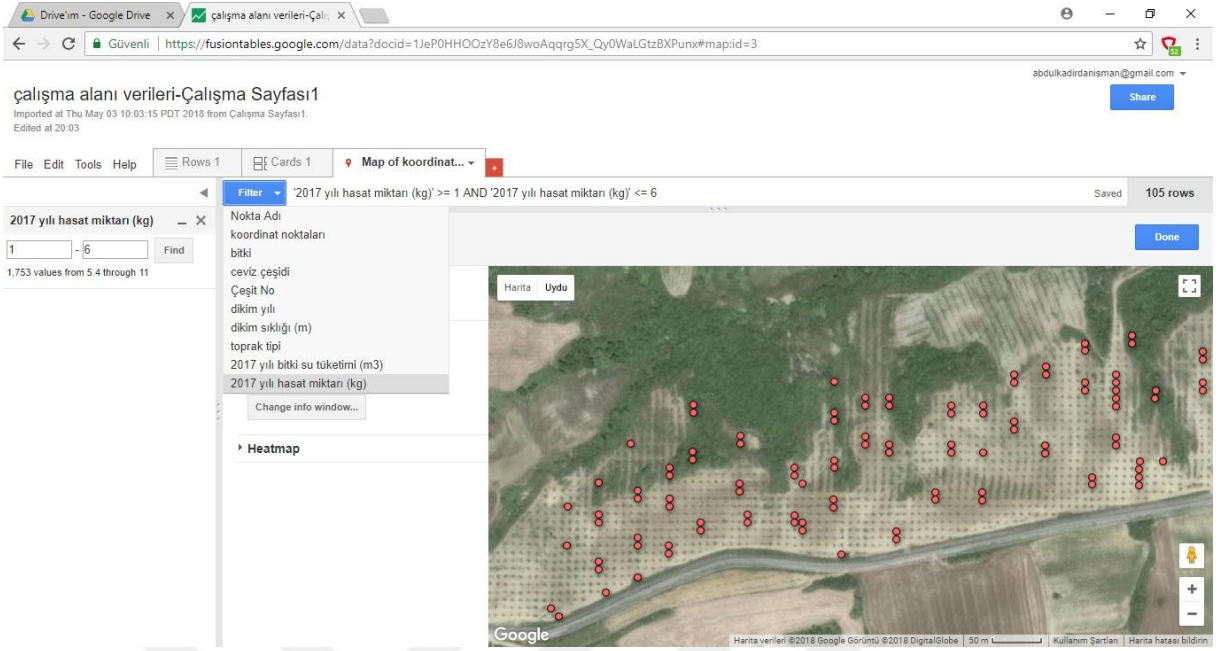 Drive'ım - Google Drive
çalışma alanı verileri-Çalış
Güvenli https://fusiontables.google.com/data?docid=1JeP0HHOOzY8e6J8woAqqrg5X_Qy0WaLGtzBXPunx#map:id=3
52
abdulkadirdanisman@gmail.com
çalışma alanı verileri-Çalışma Sayfası1
Share
Imported at Thu May 03 10:03:15 PDT 2018 from Çalışma Sayfası1.
Edited at 20:03
File Edit Tools Help Rows 1 Cards 1 Map of koordinat... +
Filter '2017 yılı hasat miktarı (kg)' >= 1 AND '2017 yılı hasat miktarı (kg)' <= 6 Saved 105 rows
2017 yılı hasat miktarı (kg)
1 - 6 Find
1,753 values from 5.4 through 11
Nokta Adı
koordinat noktaları
bitki
ceviz çeşidi
Çeşit No
dikim yılı
dikim sıklığı (m)
toprak tipi
2017 yılı bitki su tüketimi (m3)
2017 yılı hasat miktarı (kg)
Done
Change info window...
Heatmap
Harita Uydu
Google
Harita verileri ©2018 Google Görüntü ©2018 DigitalGlobe 50 m Kullanım Şartları Harita hatası bildirin